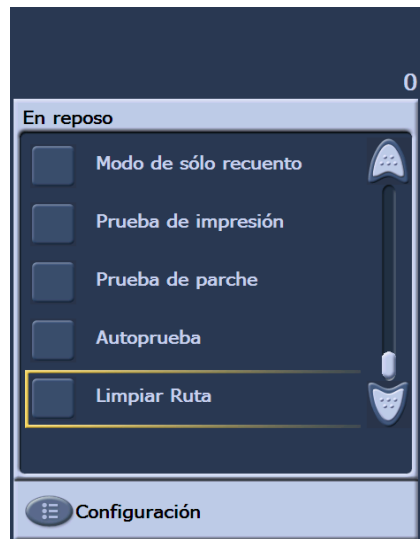 0
En reposo
Modo de sólo recuento
Prueba de impresión
Prueba de parche
Autoprueba
Limpiar Ruta
Configuración